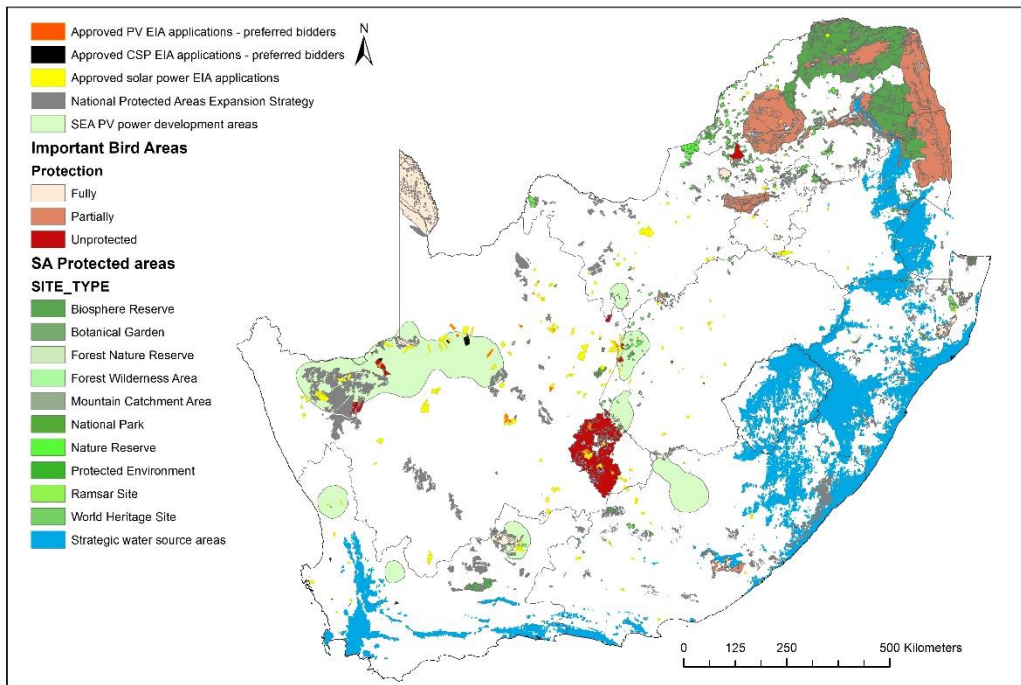 Approved PV EIA applications - preferred bidders
Approved CSP EIA applications - preferred bidders
Approved solar power EIA applications
National Protected Areas Expansion Strategy
SEA PV power development areas
Important Bird Areas
Protection
Fully
Partially
Unprotected
SA Protected areas
SITE_TYPE
Biosphere Reserve
Botanical Garden
Forest Nature Reserve
Forest Wilderness Area
Mountain Catchment Area
National Park
Nature Reserve
Protected Environment
Ramsar Site
World Heritage Site
Strategic water source areas
N
0 125 250 500 Kilometers